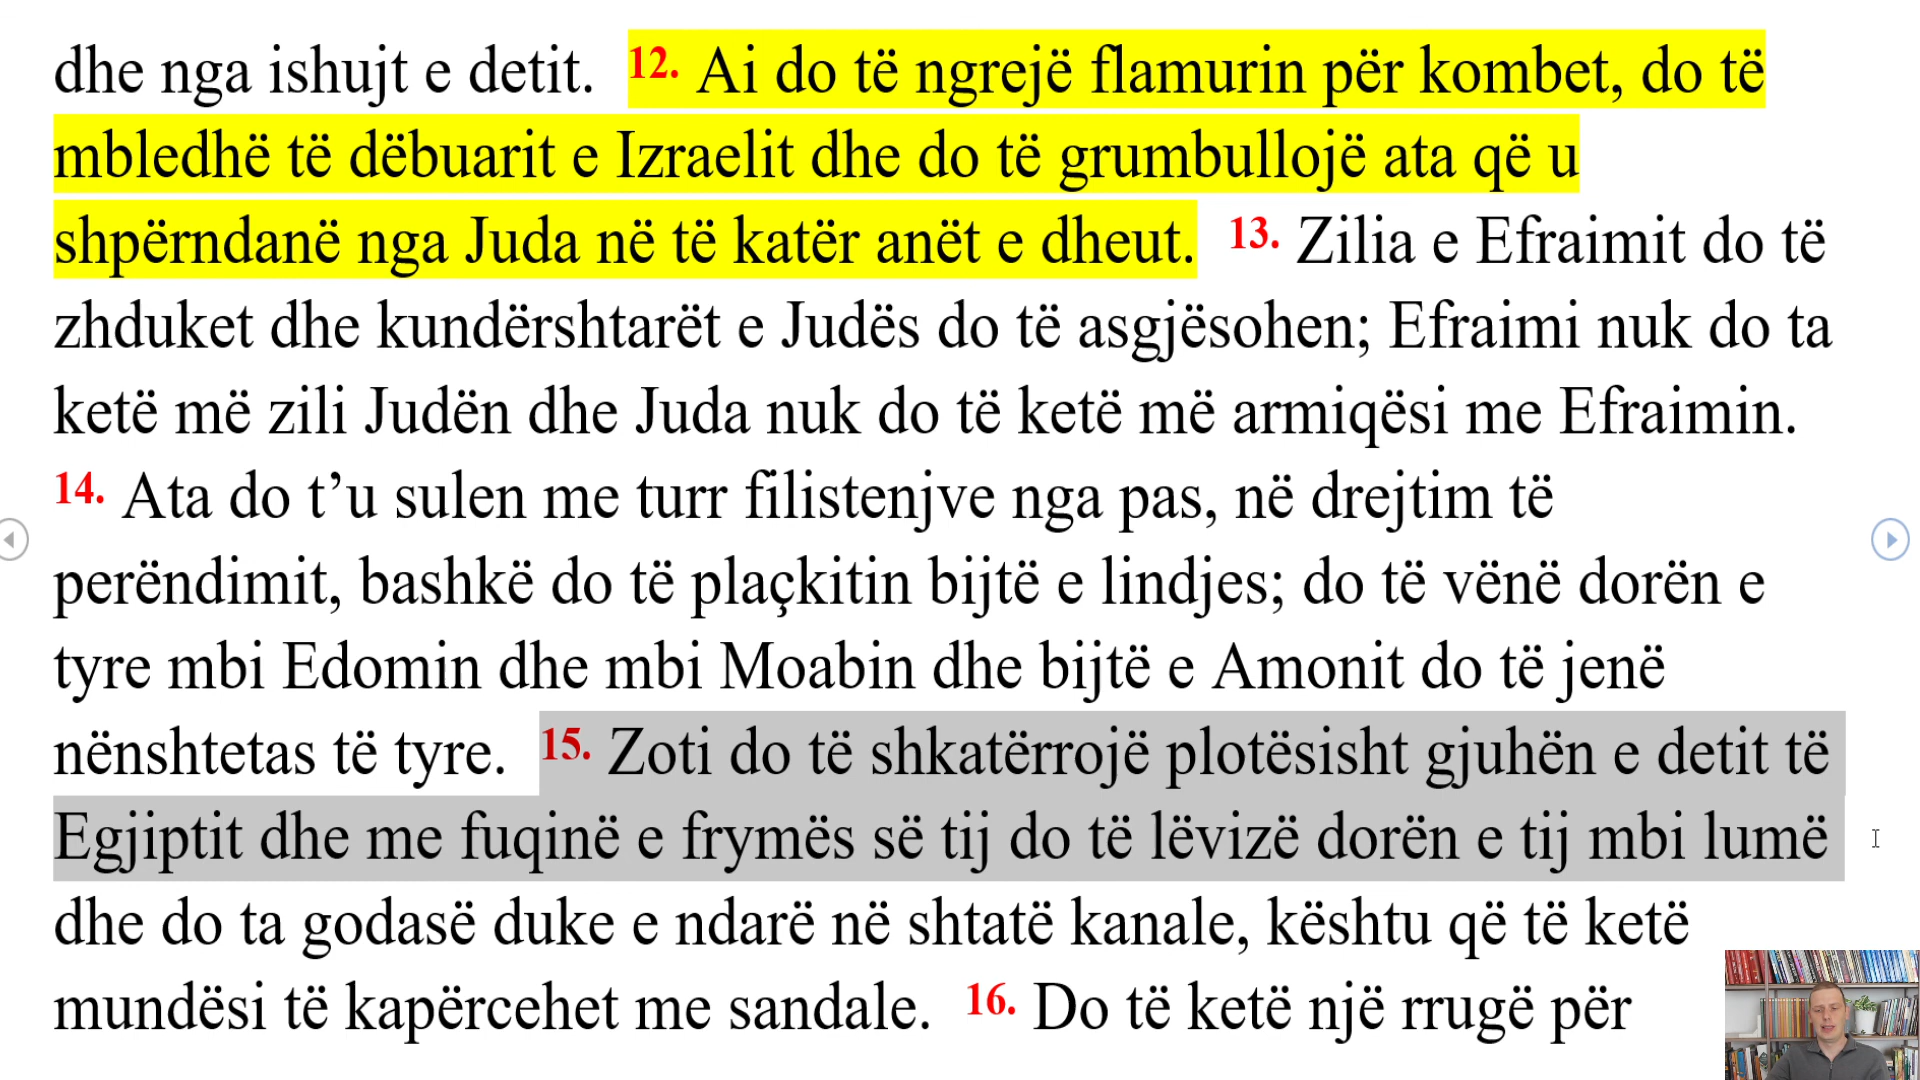 dhe nga ishujt e detit. 12. Ai do të ngrejë flamurin për kombet, do të
mbledhë të dëbuarit e Izraelit dhe do të grumbullojë ata që u
shpërndanë nga Juda në të katër anët e dheut. 13. Zilia e Efraimit do të
zhduket dhe kundërshtarët e Judës do të asgjësohen; Efraimi nuk do ta
ketë më zili Judën dhe Juda nuk do të ketë më armiqësi me Efraimin.
14. Ata do t’u sulen me turr filistenjve nga pas, në drejtim të
perëndimit, bashkë do të plaçkitin bijtë e lindjes; do të vënë dorën e
tyre mbi Edomin dhe mbi Moabin dhe bijtë e Amonit do të jenë
nënshtetas të tyre. 15. Zoti do të shkatërrojë plotësisht gjuhën e detit të
Egjiptit dhe me fuqinë e frymës së tij do të lëvizë dorën e tij mbi lumë
dhe do ta godasë duke e ndarë në shtatë kanale, kështu që të ketë
mundësi të kapërcehet me sandale. 16. Do të ketë një rrugë për